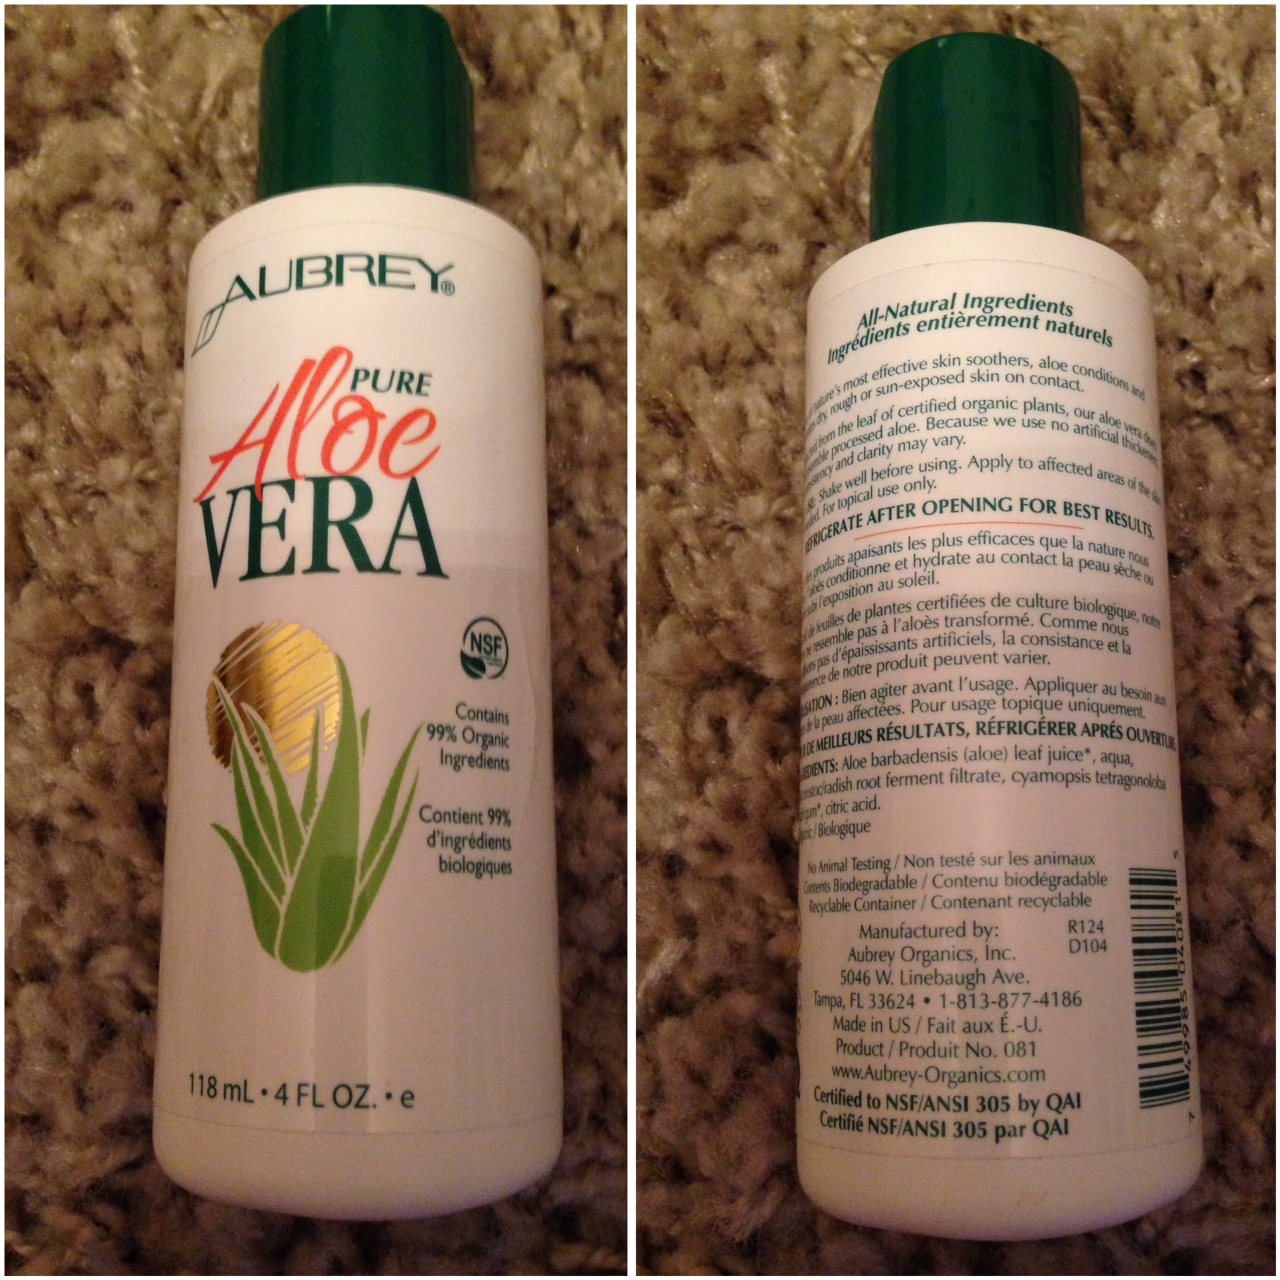 AUBREY®
PURE
Aloe
VERA
NSF
Contains
99% Organic
Ingredients
Contient 99%
d'ingrédients
biologiques
118 mL • 4 FL OZ. • e
All-Natural Ingredients
Ingrédients entièrement naturels
nature's most effective skin soothers, aloe conditions and
dry, rough or sun-exposed skin on contact.
from the leaf of certified organic plants, our aloe vera
processed aloe. Because we use no artificial
and clarity may vary.
Shake well before using. Apply to affected areas of the
For topical use only.
AFTER OPENING FOR BEST RESULTS.
produits apaisants les plus efficaces que la nature nous
conditionne et hydrate au contact la peau sèche ou
l'exposition au soleil.
de feuilles de plantes certifiées de culture biologique, notre
ressemble pas à l'aloès transformé. Comme nous
pas d'épaississants artificiels, la consistance et la
de notre produit peuvent varier.
Bien agiter avant l'usage. Appliquer au besoin aux
de la peau affectées. Pour usage topique uniquement.
DE MEILLEURS RÉSULTATS, RÉFRIGÉRER APRÉS OUVERTURE.
Aloe barbadensis (aloe) leaf juice*, aqua,
root ferment filtrate, cyamopsis tetragonoloba
gum*, citric acid.
/ Biologique
No Animal Testing / Non testé sur les animaux
Contents Biodegradable / Contenu biodégradable
Recyclable Container / Contenant recyclable
Manufactured by: R124
Aubrey Organics, Inc. D104
5046 W. Linebaugh Ave.
Tampa, FL 33624 • 1-813-877-4186
Made in US / Fait aux É.-U.
Product / Produit No. 081
www.Aubrey-Organics.com
Certified to NSF/ANSI 305 by QAI
Certifié NSF/ANSI 305 par QAI
7 49985 04081 5